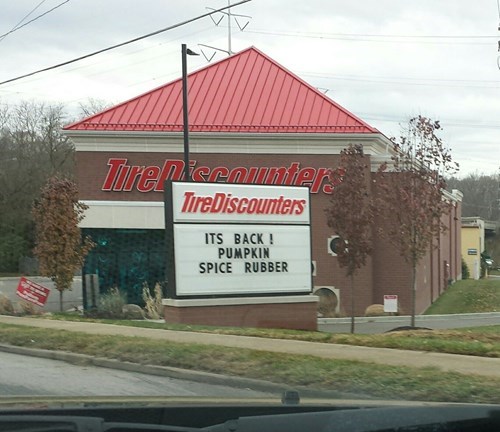 TireDiscounters
TireDiscounters
ITS BACK!
PUMPKIN
SPICE RUBBER